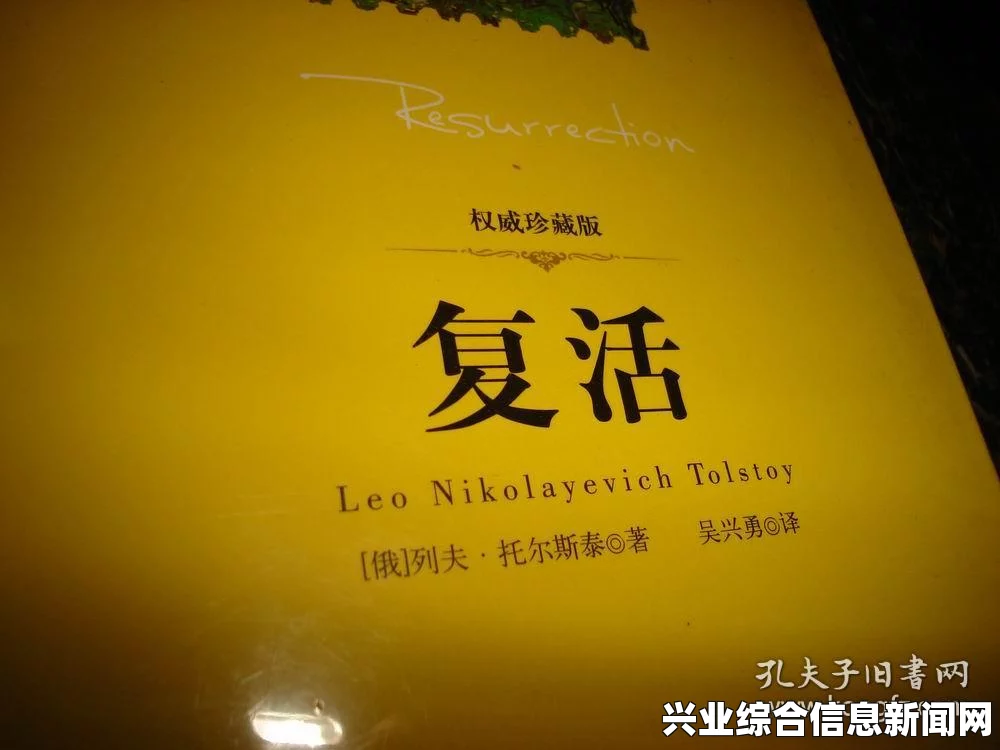 Resurrection
权威珍藏版
复活
Leo Nikolayevich Tolstoy
[俄]列夫·托尔斯泰◎著 吴兴勇◎译
孔夫子旧書网
兴业综合信息新闻网